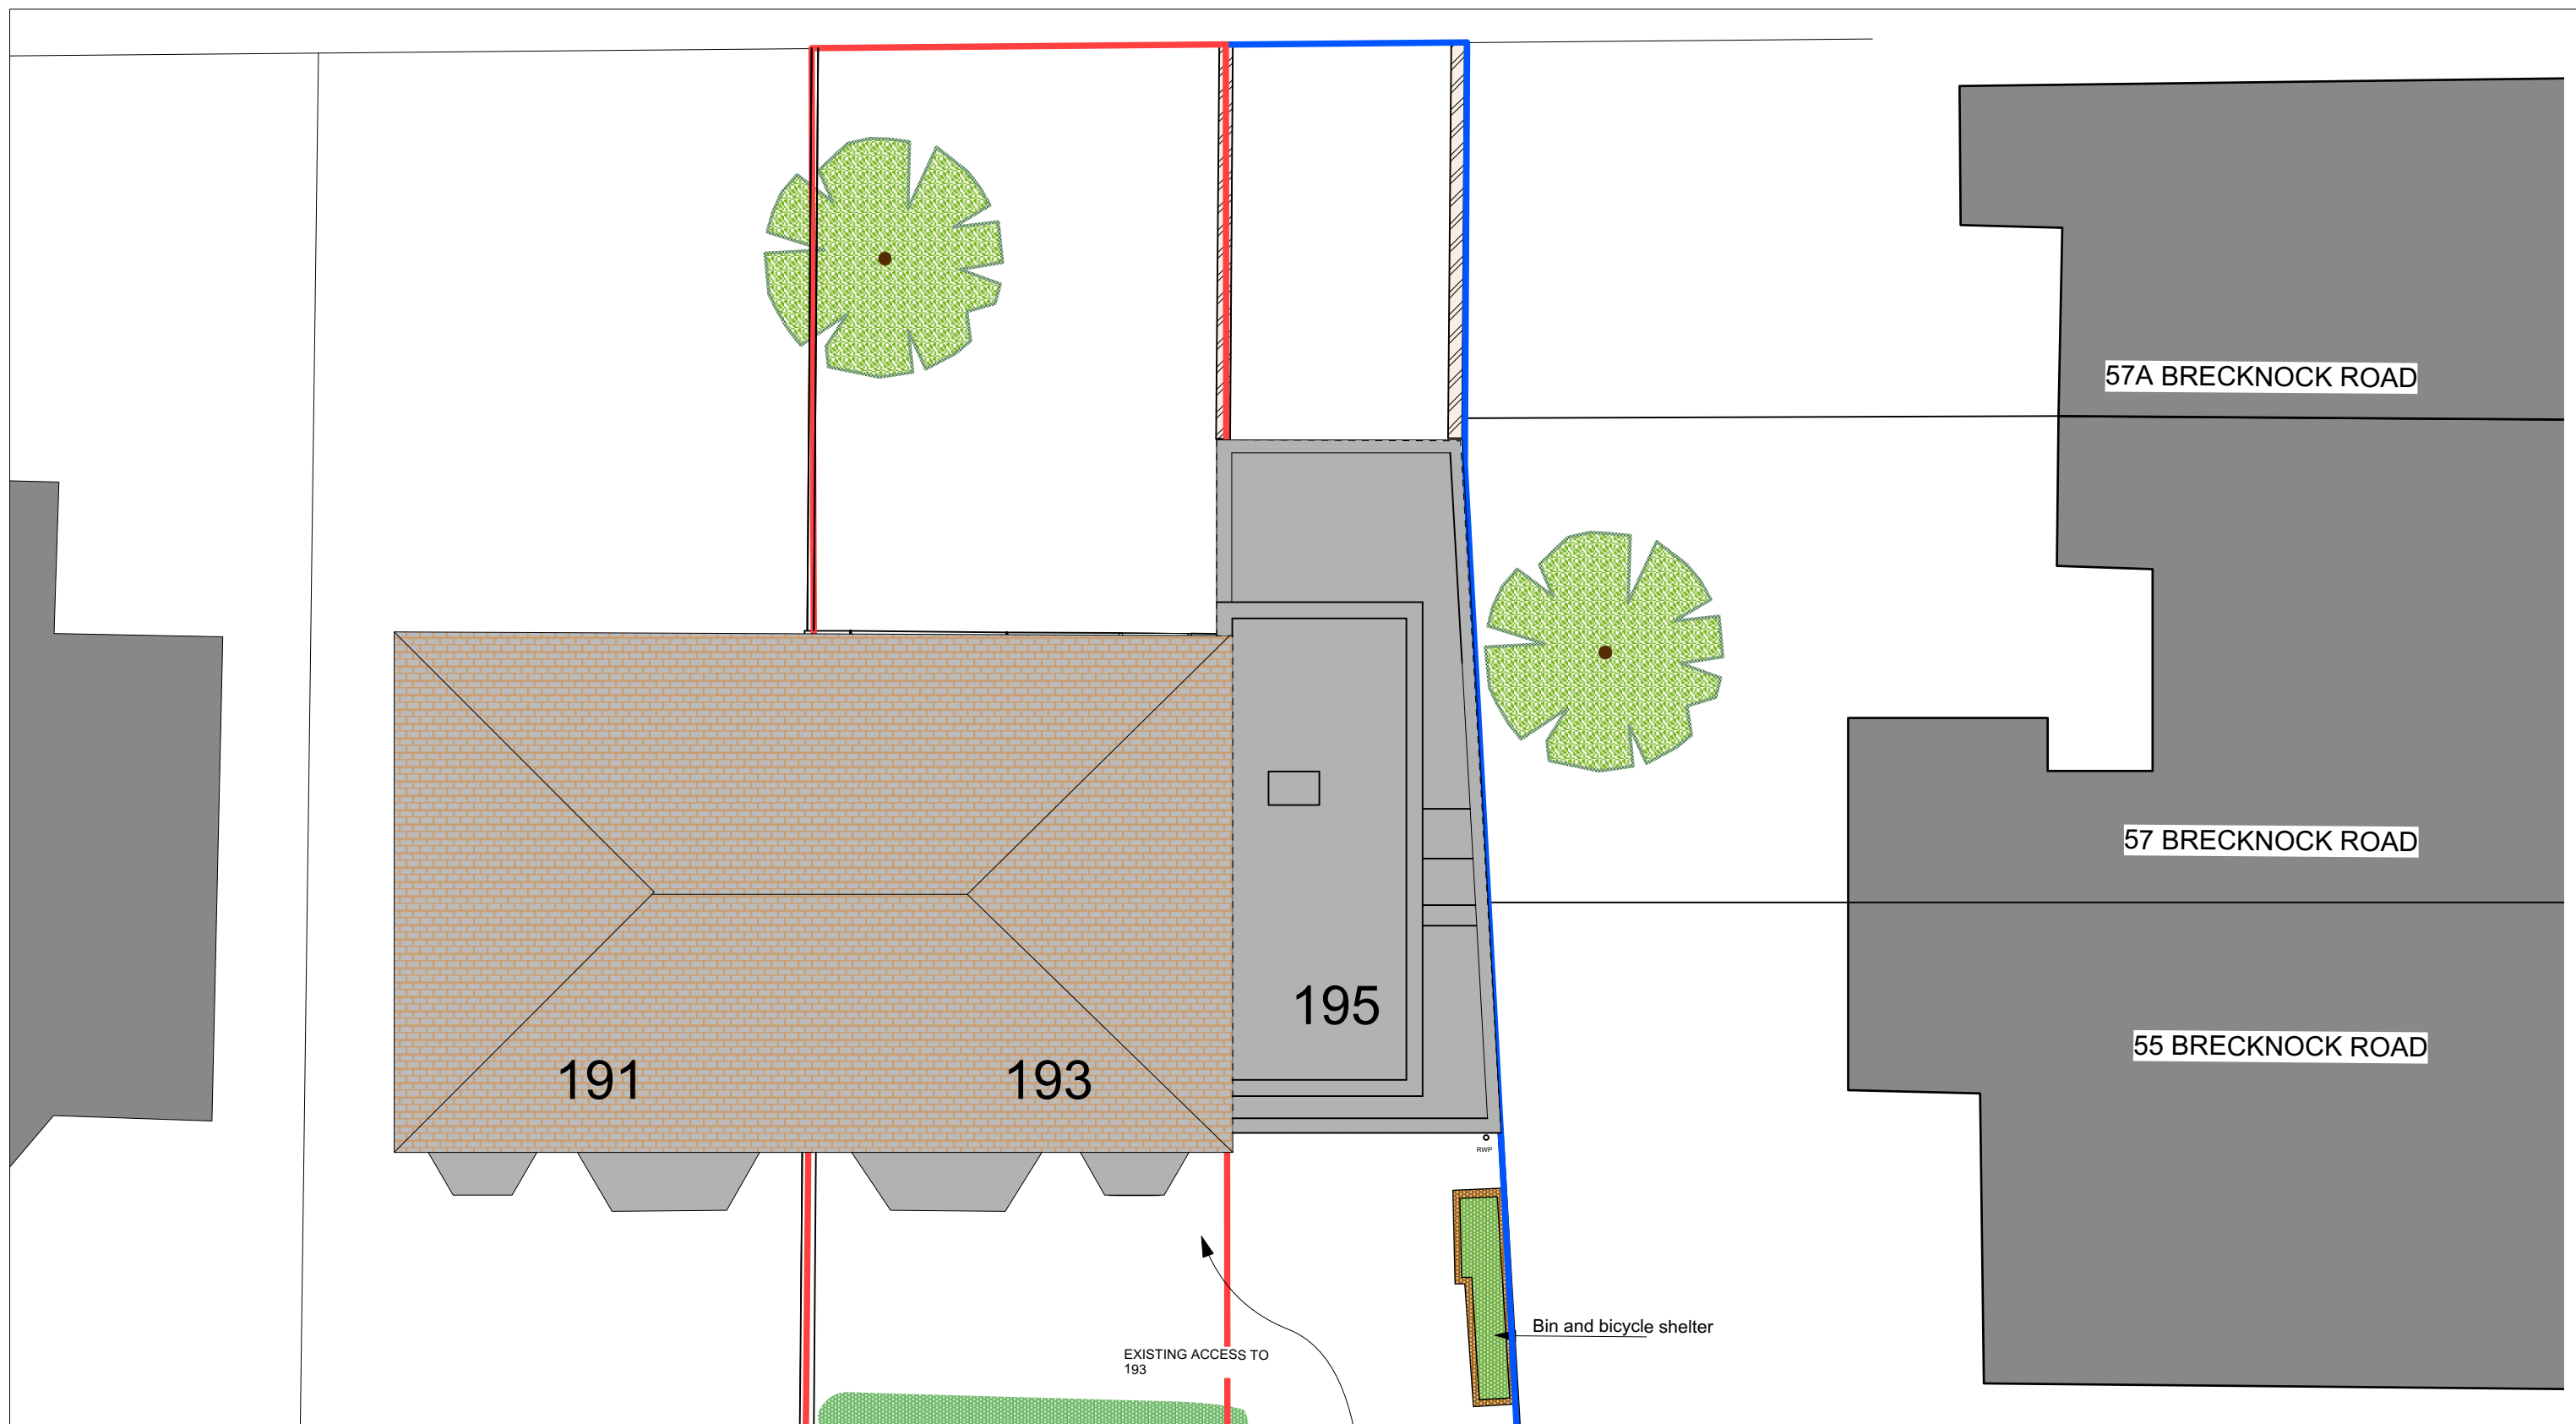 57A BRECKNOCK ROAD
57 BRECKNOCK ROAD
195
55 BRECKNOCK ROAD
191
193
RWP
Bin and bicycle shelter
EXISTING ACCESS TO
193